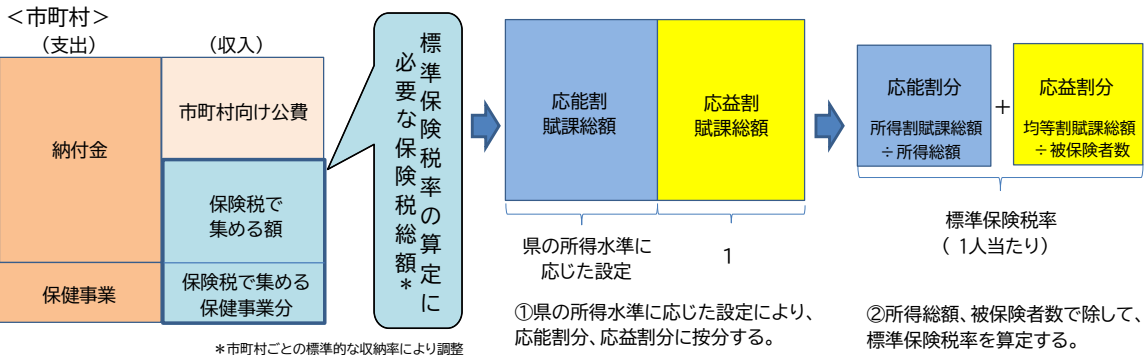 ＜市町村＞
（支出）
（収入）
納付金
保健事業
市町村向け公費
保険税で
集める額
保険税で集める
保健事業分
標準保険税率の算定に
必要な保険税総額＊
＊市町村ごとの標準的な収納率により調整
応能割
賦課総額
応益割
賦課総額
県の所得水準に
応じた設定
1
①県の所得水準に応じた設定により、
応能割分、応益割分に按分する。
応能割分
所得割賦課総額
÷所得総額
＋
応益割分
均等割賦課総額
÷被保険者数
標準保険税率
（ 1人当たり）
②所得総額、被保険者数で除して、
標準保険税率を算定する。